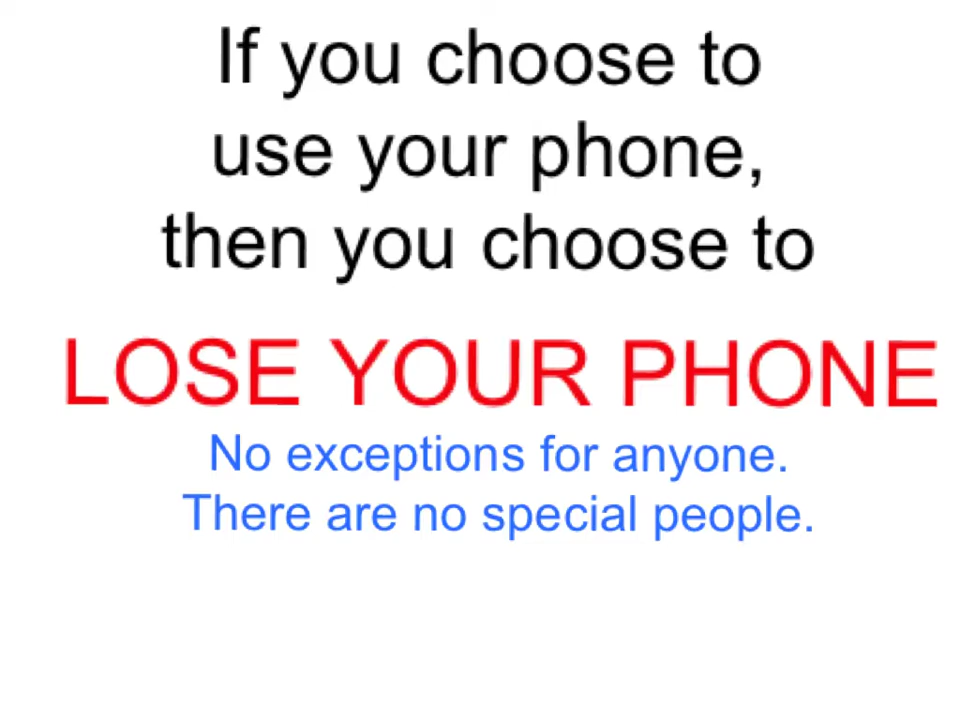 If you choose to
use your phone,
then you choose to
LOSE YOUR PHONE
No exceptions for anyone.
There are no special people.